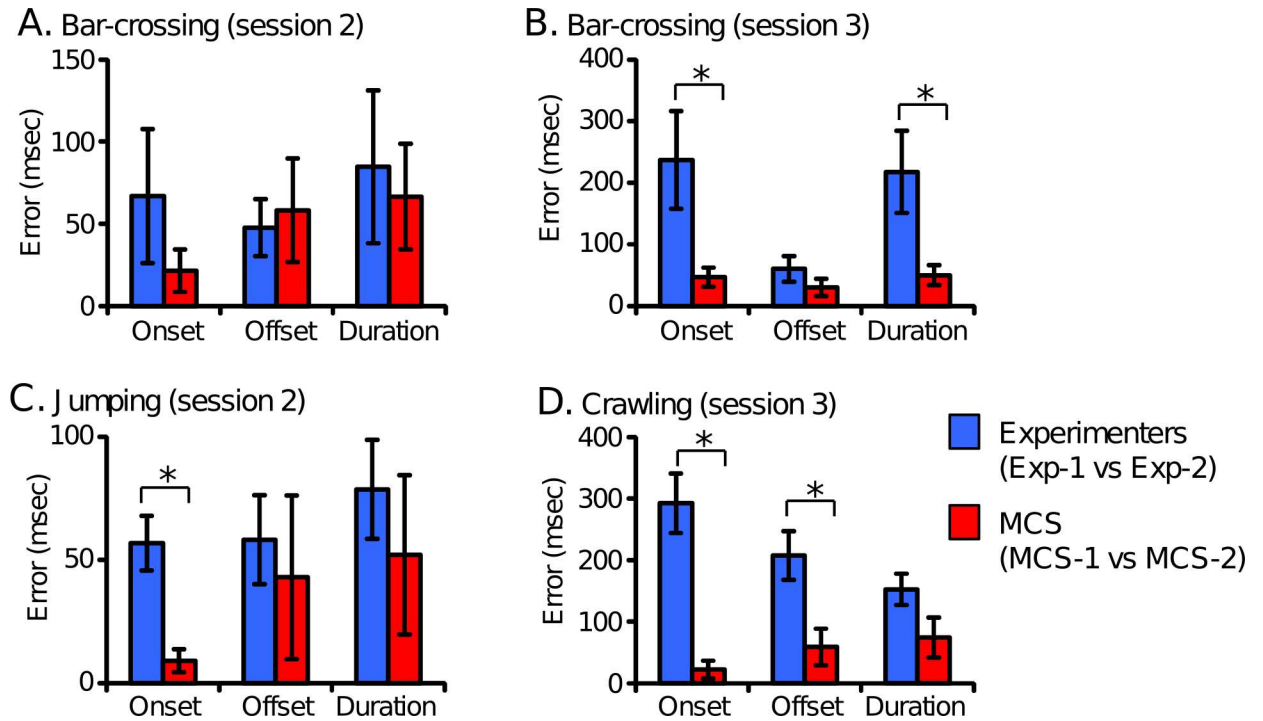 A. Bar-crossing (session 2)
150
100
50
0
Error (msec)
Onset Offset Duration
B. Bar-crossing (session 3)
400
300
200
100
0
Error (msec)
*
*
Onset Offset Duration
C. Jumping (session 2)
100
50
0
Error (msec)
*
Onset Offset Duration
D. Crawling (session 3)
400
300
200
100
0
Error (msec)
*
*
Onset Offset Duration
Experimenters
(Exp-1 vs Exp-2)
MCS
(MCS-1 vs MCS-2)